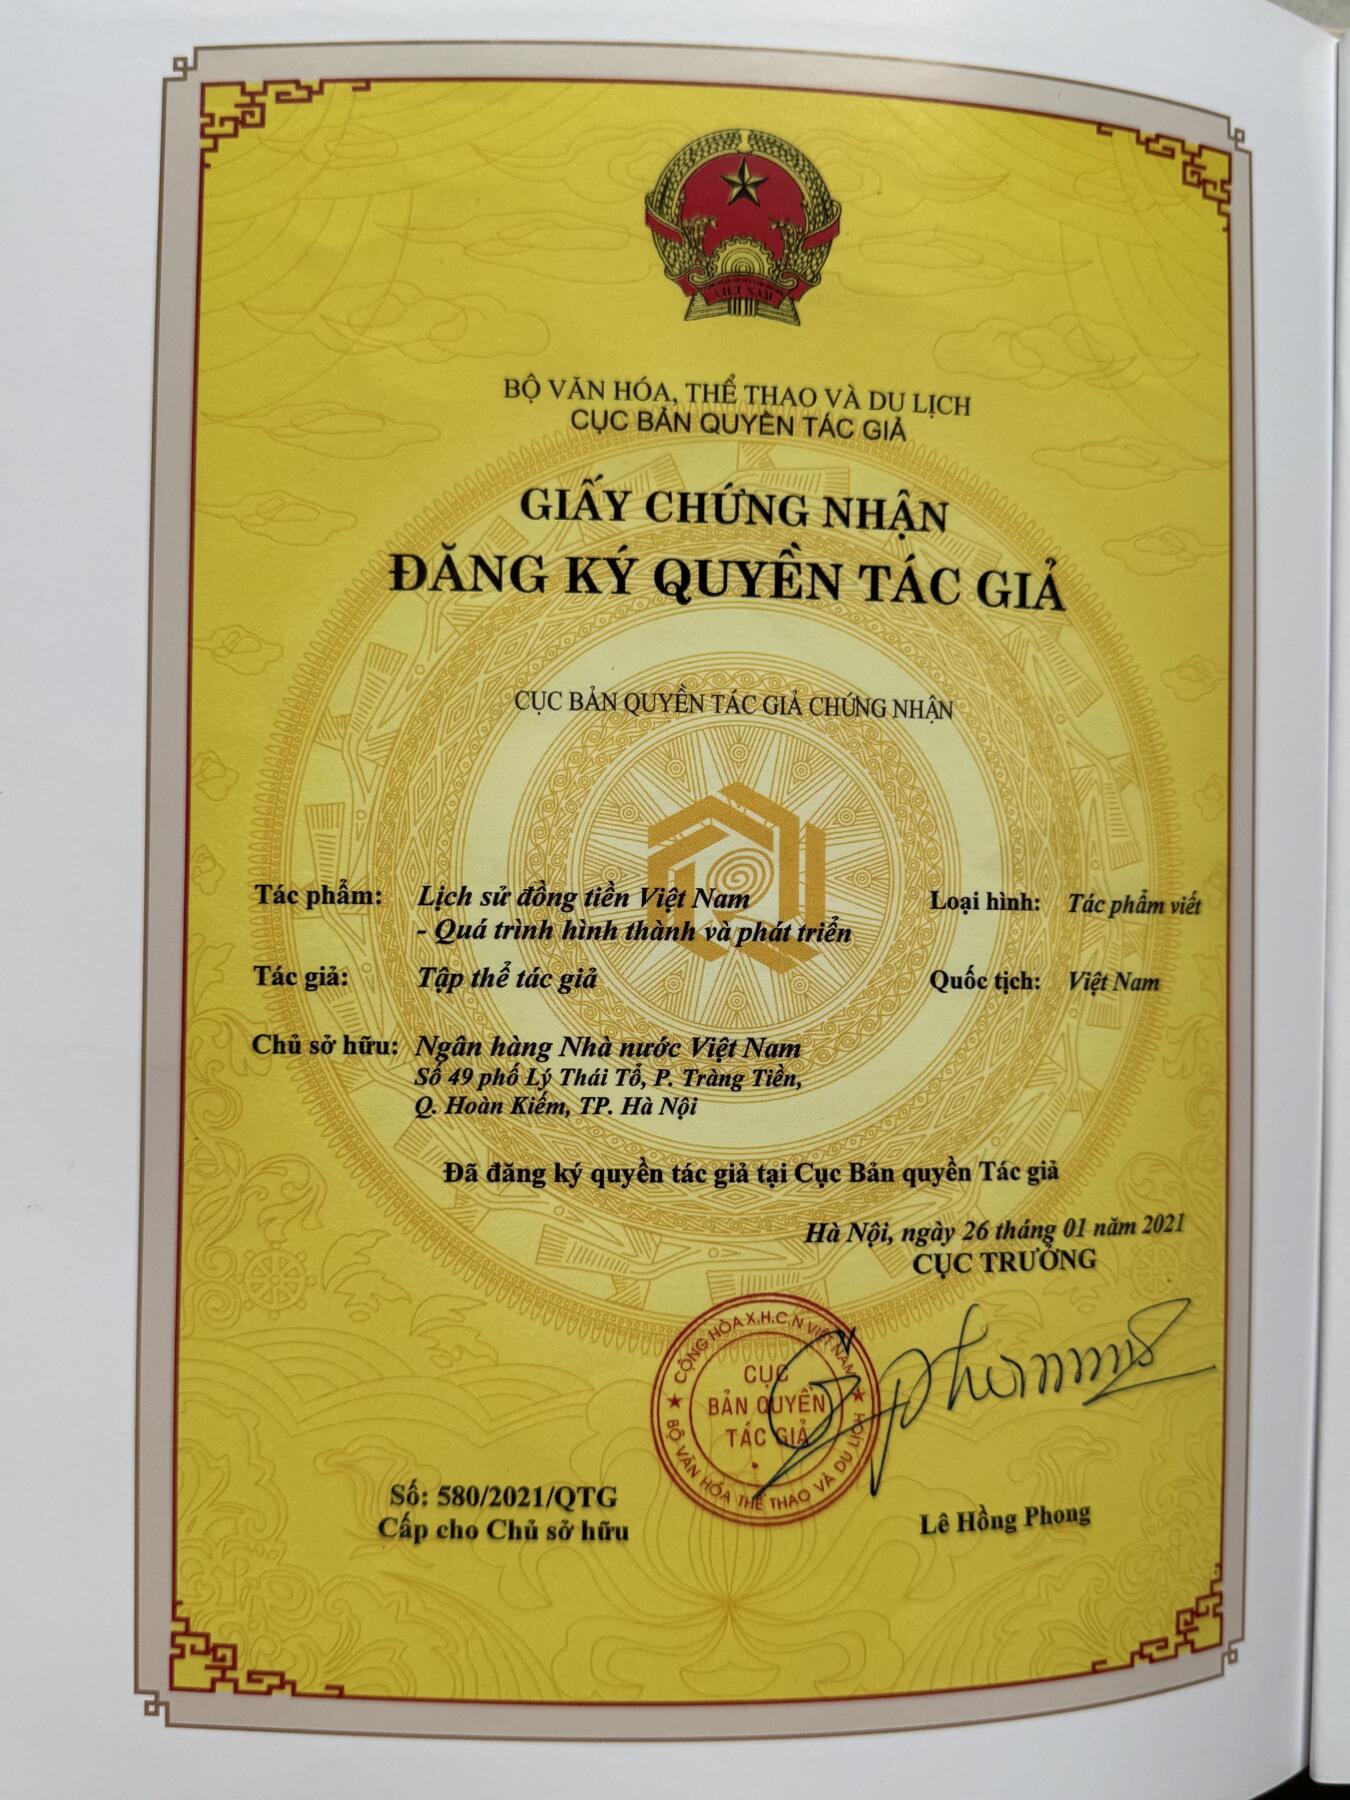 VIỆT NAM
BỘ VĂN HÓA, THỂ THAO VÀ DU LỊCH
CỤC BẢN QUYỀN TÁC GIẢ
GIẤY CHỨNG NHẬN
ĐĂNG KÝ QUYỀN TÁC GIẢ
CỤC BẢN QUYỀN TÁC GIẢ CHỨNG NHẬN
Tác phẩm: Lịch sử đồng tiền Việt Nam Loại hình: Tác phẩm viết
- Quá trình hình thành và phát triển
Tác giả: Tập thể tác giả Quốc tịch: Việt Nam
Chủ sở hữu: Ngân hàng Nhà nước Việt Nam
Số 49 phố Lý Thái Tổ, P. Tràng Tiền,
Q. Hoàn Kiếm, TP. Hà Nội
Đã đăng ký quyền tác giả tại Cục Bản quyền Tác giả
Hà Nội, ngày 26 tháng 01 năm 2021
CỤC TRƯỞNG
CỘNG HÒA X.H.C.N VIỆT NAM
CỤC
BẢN QUYỀN
TÁC GIẢ
BỘ VĂN HÓA THỂ THAO VÀ DU LỊCH
Số: 580/2021/QTG
Cấp cho Chủ sở hữu
Lê Hồng Phong